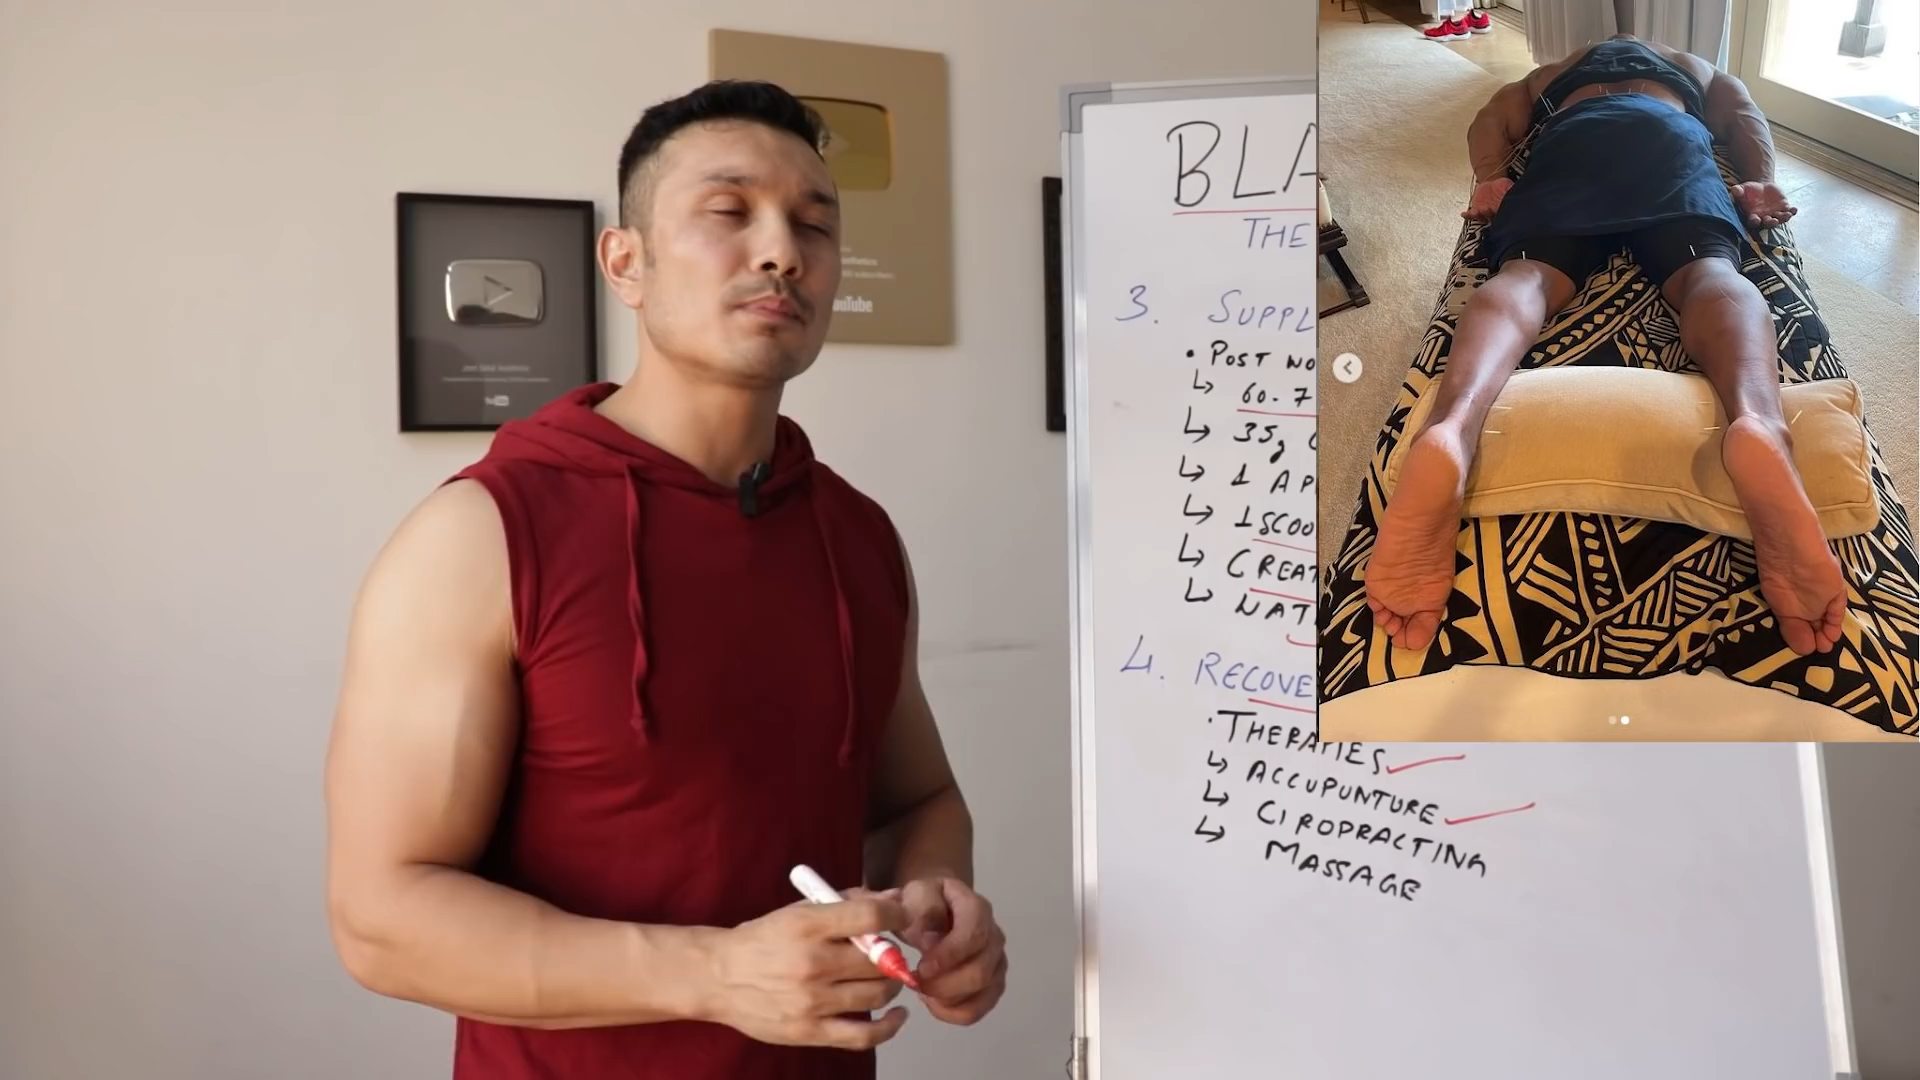 YouTube
BLA
THE
3. SUPPL
• POST WO
↳ 60-7
↳ 35g
↳ 1 AP
↳ 1 SCOO
↳ CREAT
↳ NAT
4. RECOVE
• THERAPIES
↳ ACCUPUNTURE
↳ CIROPRACTING
↳ MASSAGE